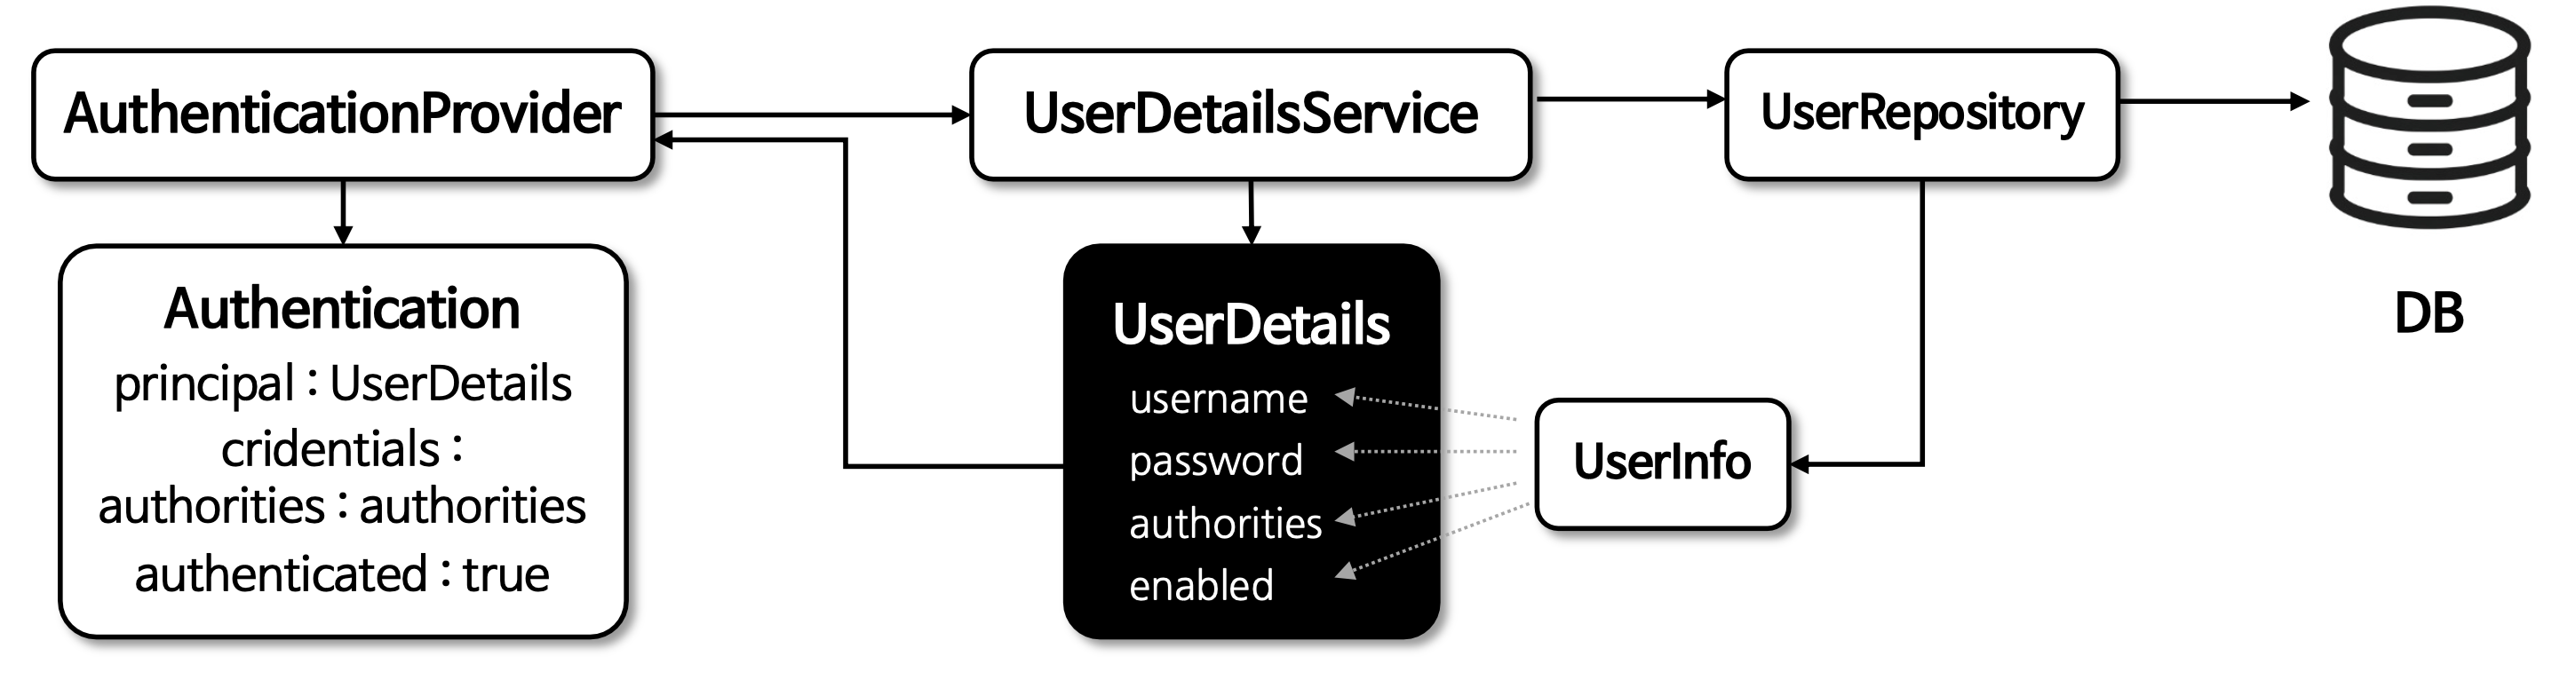 AuthenticationProvider
UserDetailsService
UserRepository
DB
Authentication
principal : UserDetails
cridentials :
authorities : authorities
authenticated : true
UserDetails
username
password
authorities
enabled
UserInfo